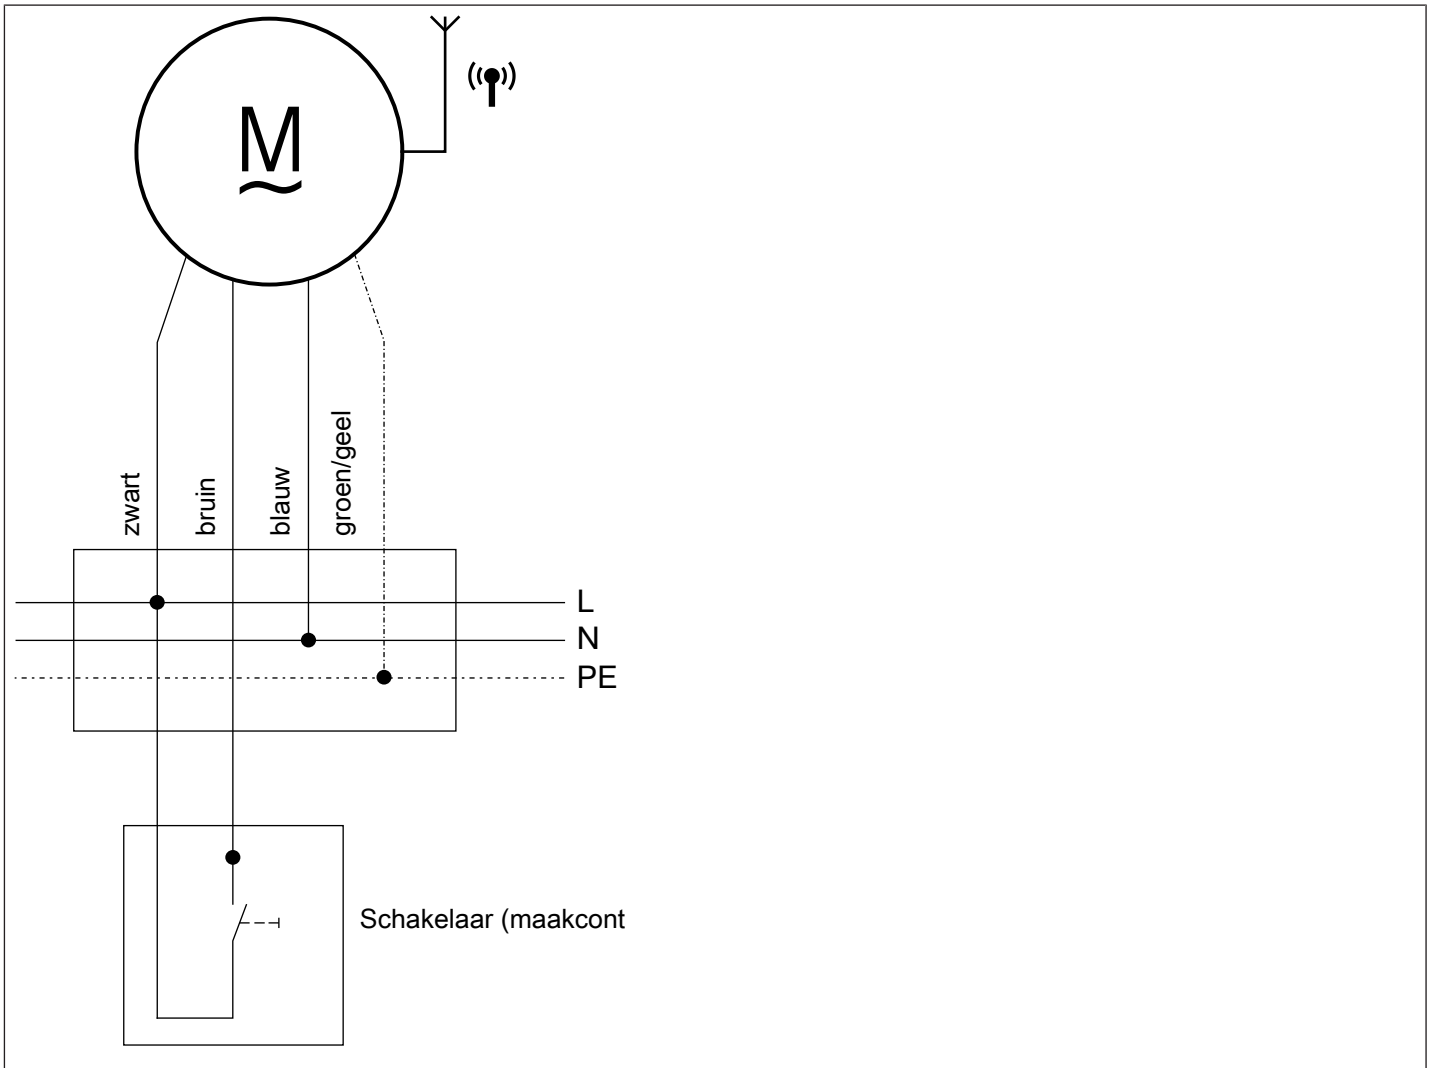 M
zwart
bruin
blauw
groen/geel
L
N
PE
Schakelaar (maakcont